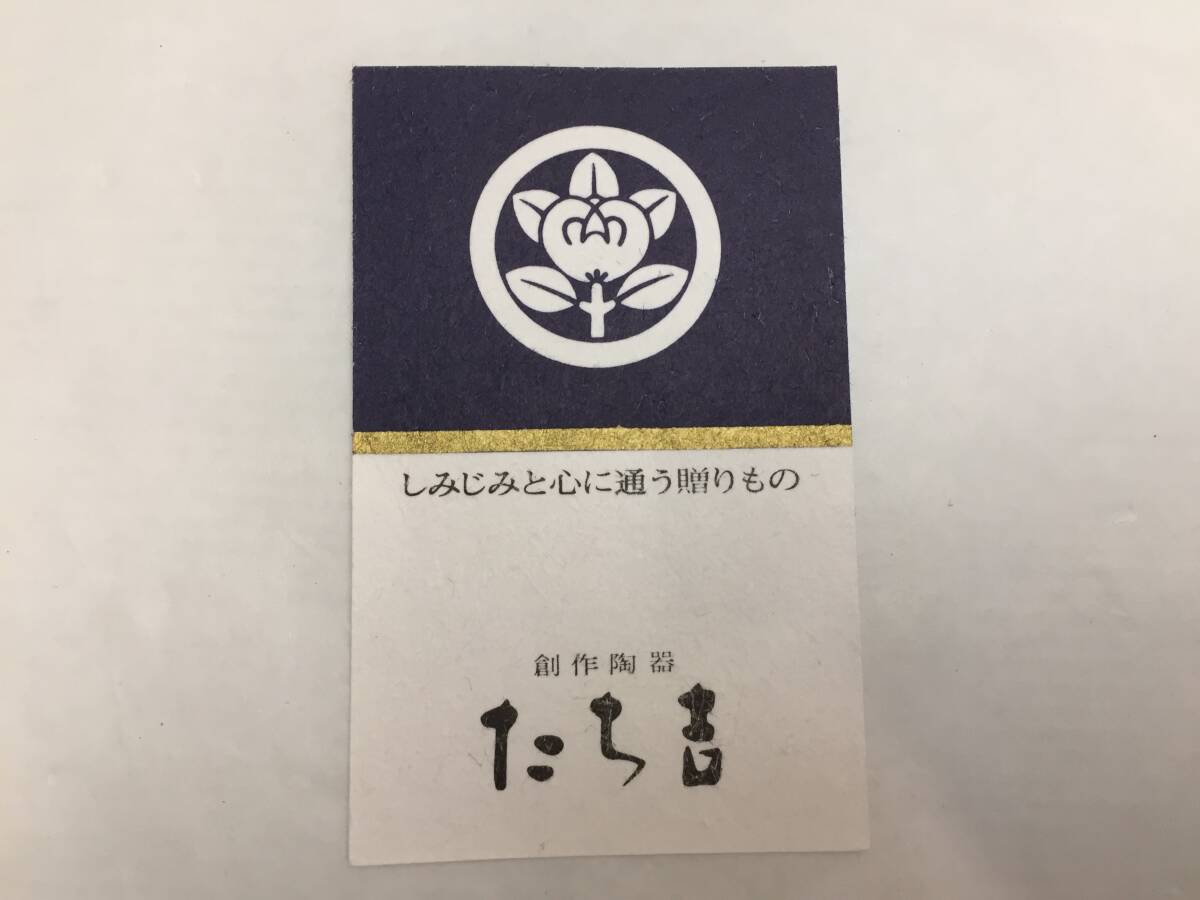 しみじみと心に通う贈りもの
創作陶器
たち吉